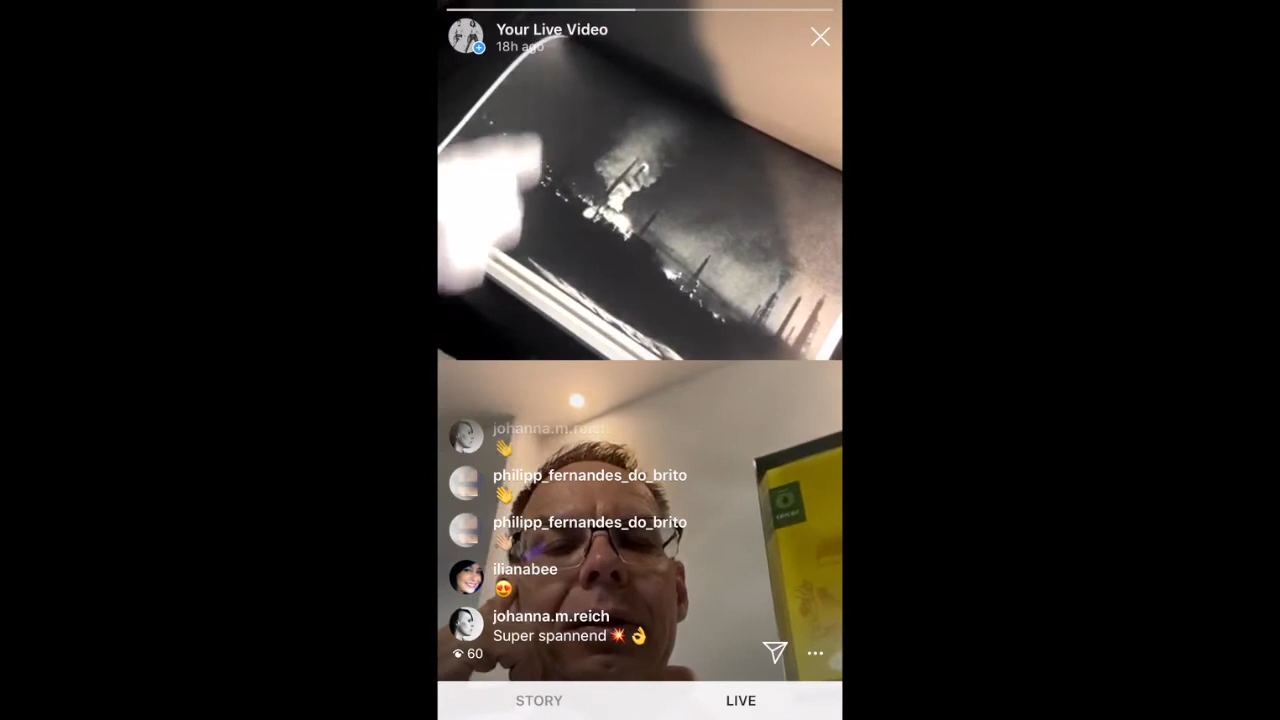 Your Live Video
18h ago
johanna.m.reich
👋
philipp_fernandes_do_brito
👋
philipp_fernandes_do_brito
👋🏼
ilianabee
😍
johanna.m.reich
Super spannend 💥 👌
60
STORY
LIVE